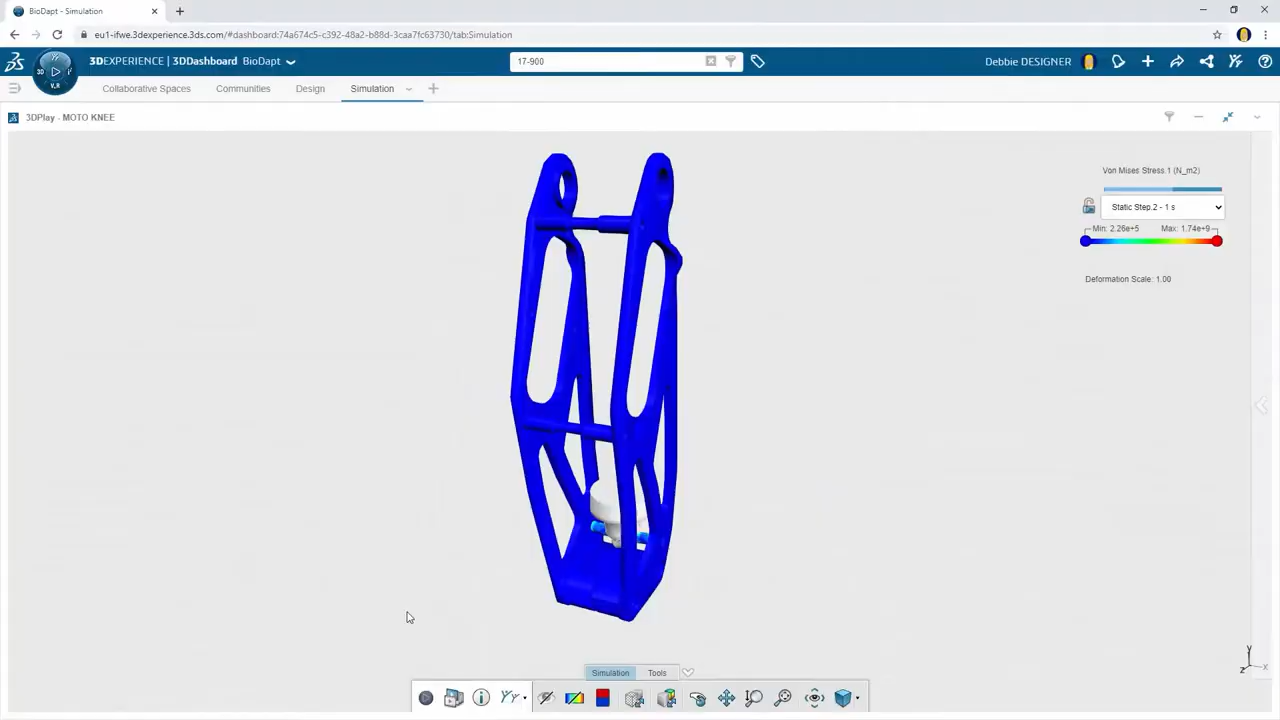 BioDapt - Simulation
eu1-ifwe.3dexperience.3ds.com/#dashboard:74a674c5-c392-48a2-b88d-3caa7fc63730/tab:Simulation
3D V.R
3DEXPERIENCE | 3DDashboard BioDapt
17-900
Debbie DESIGNER
Collaborative Spaces Communities Design Simulation
3DPlay - MOTO KNEE
Von Mises Stress.1 (N_m2)
Static Step.2 - 1 s
Min: 2.26e+5 Max: 1.74e+9
Deformation Scale: 1.00
Y
Z X
Simulation Tools